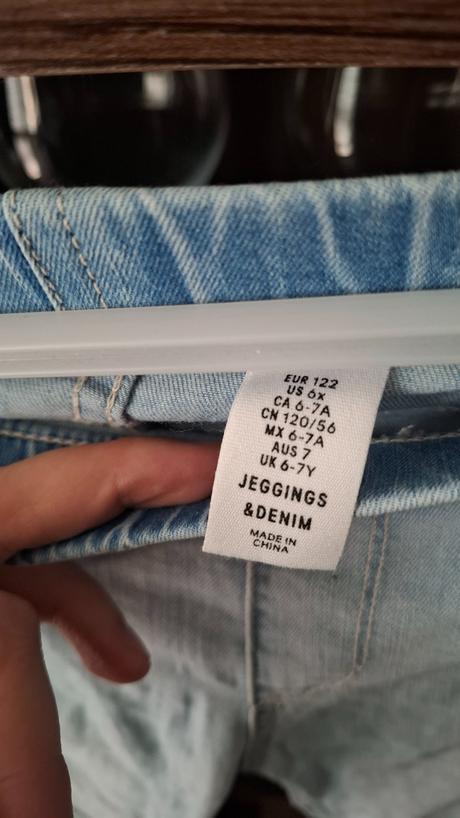 EUR 122
US 6x
CA 6-7A
CN 120/56
MX 6-7A
AUS 7
UK 6-7Y
JEGGINGS
&DENIM
MADE IN
CHINA